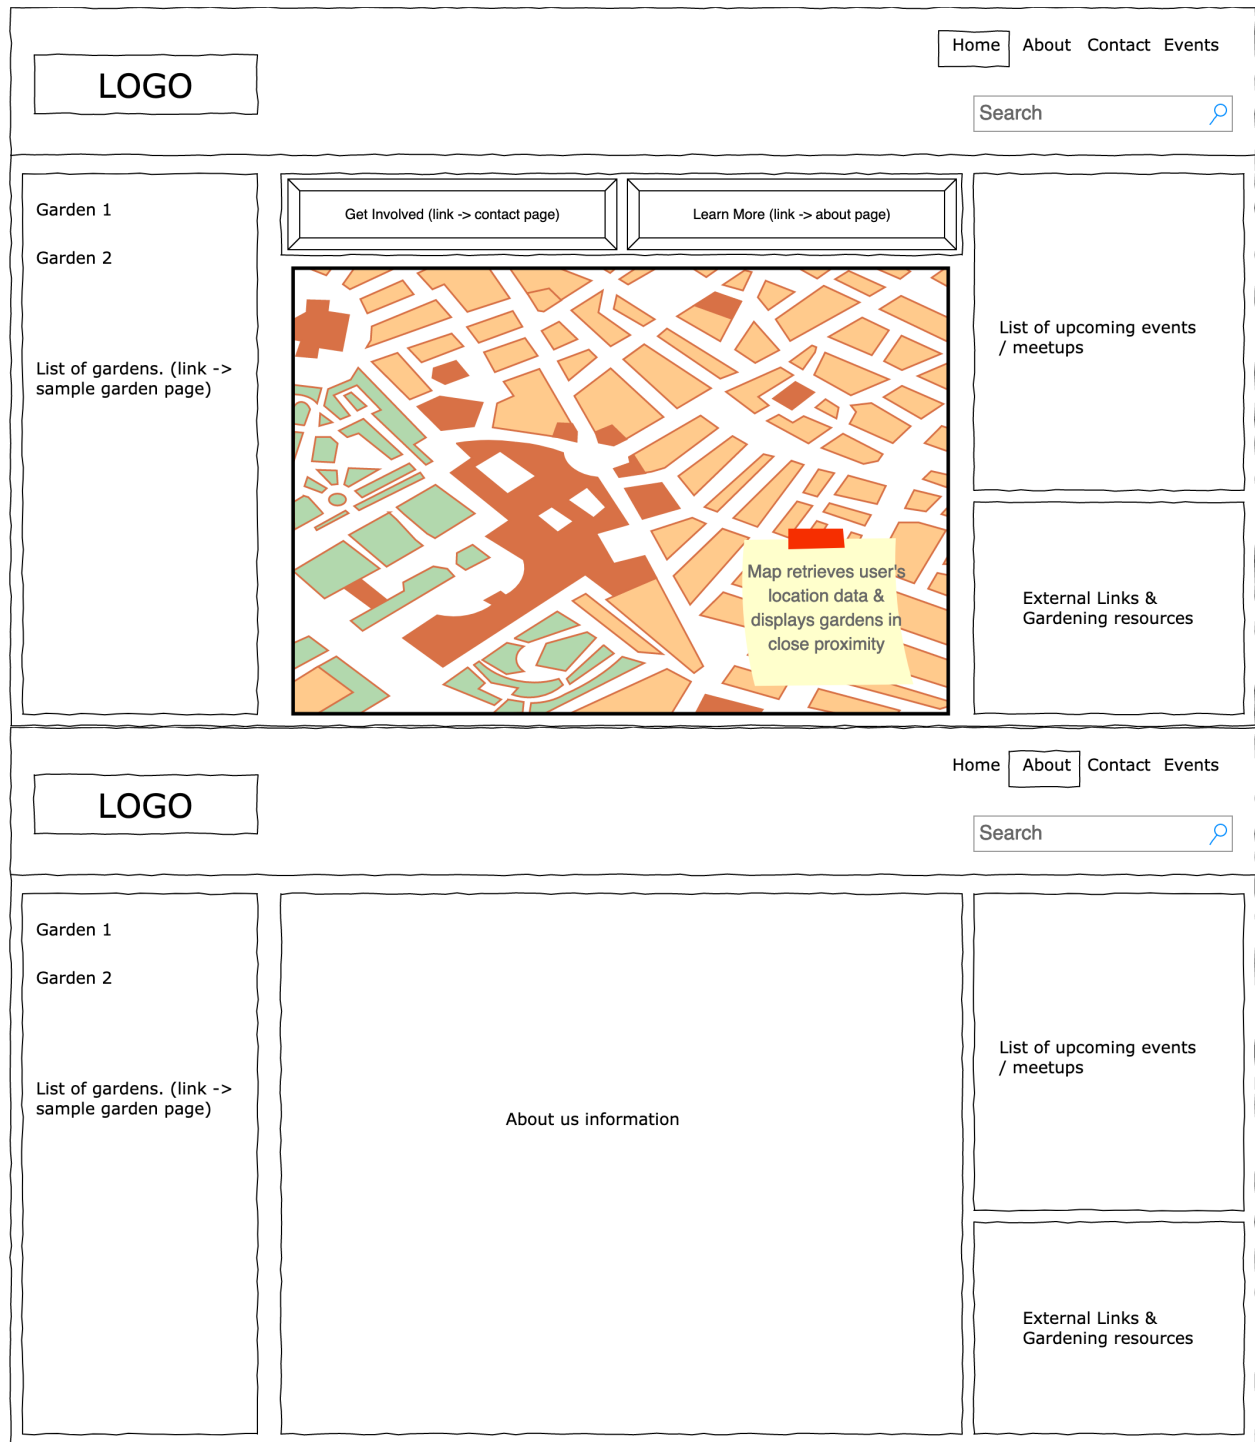 Home About Contact Events
LOGO
Search
Garden 1
Garden 2
List of gardens. (link ->
sample garden page)
Get Involved (link -> contact page)
Learn More (link -> about page)
Map retrieves user's
location data &
displays gardens in
close proximity
List of upcoming events
/ meetups
External Links &
Gardening resources
Home About Contact Events
LOGO
Search
Garden 1
Garden 2
List of gardens. (link ->
sample garden page)
About us information
List of upcoming events
/ meetups
External Links &
Gardening resources